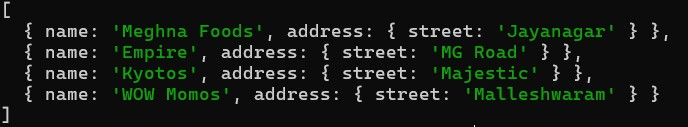 [
  { name: 'Meghna Foods', address: { street: 'Jayanagar' } },
  { name: 'Empire', address: { street: 'MG Road' } },
  { name: 'Kyotos', address: { street: 'Majestic' } },
  { name: 'WOW Momos', address: { street: 'Malleshwaram' } }
]